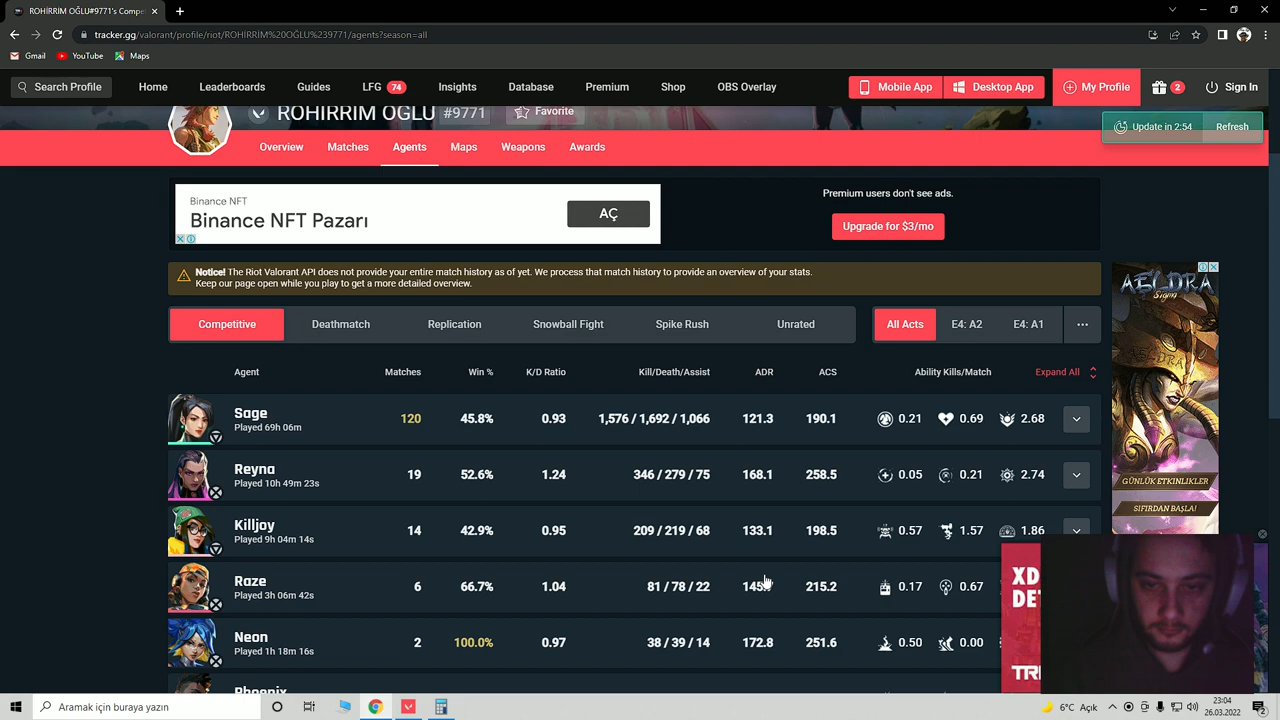 ROHIRRIM OĞLU#9771's Compe
tracker.gg/valorant/profile/riot/ROHIRRIM%20OĞLU%239771/agents?season=all
Gmail YouTube Maps
Search Profile Home Leaderboards Guides LFG 74 Insights Database Premium Shop OBS Overlay Mobile App Desktop App My Profile 2 Sign In
ROHIRRIM OĞLU #9771 Favorite
Update in 2:54 Refresh
Overview Matches Agents Maps Weapons Awards
Binance NFT
Binance NFT Pazarı
AÇ
Premium users don't see ads.
Upgrade for $3/mo
Notice! The Riot Valorant API does not provide your entire match history as of yet. We process that match history to provide an overview of your stats.
Keep our page open while you play to get a more detailed overview.
Competitive Deathmatch Replication Snowball Fight Spike Rush Unrated All Acts E4: A2 E4: A1 ···
AELDRA
Sigma
Agent Matches Win % K/D Ratio Kill/Death/Assist ADR ACS Ability Kills/Match Expand All
Sage 120 45.8% 0.93 1,576 / 1,692 / 1,066 121.3 190.1 0.21 0.69 2.68
Played 69h 06m
Reyna 19 52.6% 1.24 346 / 279 / 75 168.1 258.5 0.05 0.21 2.74
Played 10h 49m 23s
GÜNLÜK ETKINLIKLER
SIFIRDAN BAŞLA!
Killjoy 14 42.9% 0.95 209 / 219 / 68 133.1 198.5 0.57 1.57 1.86
Played 9h 04m 14s
Raze 6 66.7% 1.04 81 / 78 / 22 215.2 0.17 0.67
Played 3h 06m 42s
Neon 2 100.0% 0.97 38 / 39 / 14 172.8 251.6 0.50 0.00
Played 1h 18m 16s
Phoenix
XD
DE
TR
Aramak için buraya yazın
6°C Açık
23:04
26.03.2022
2